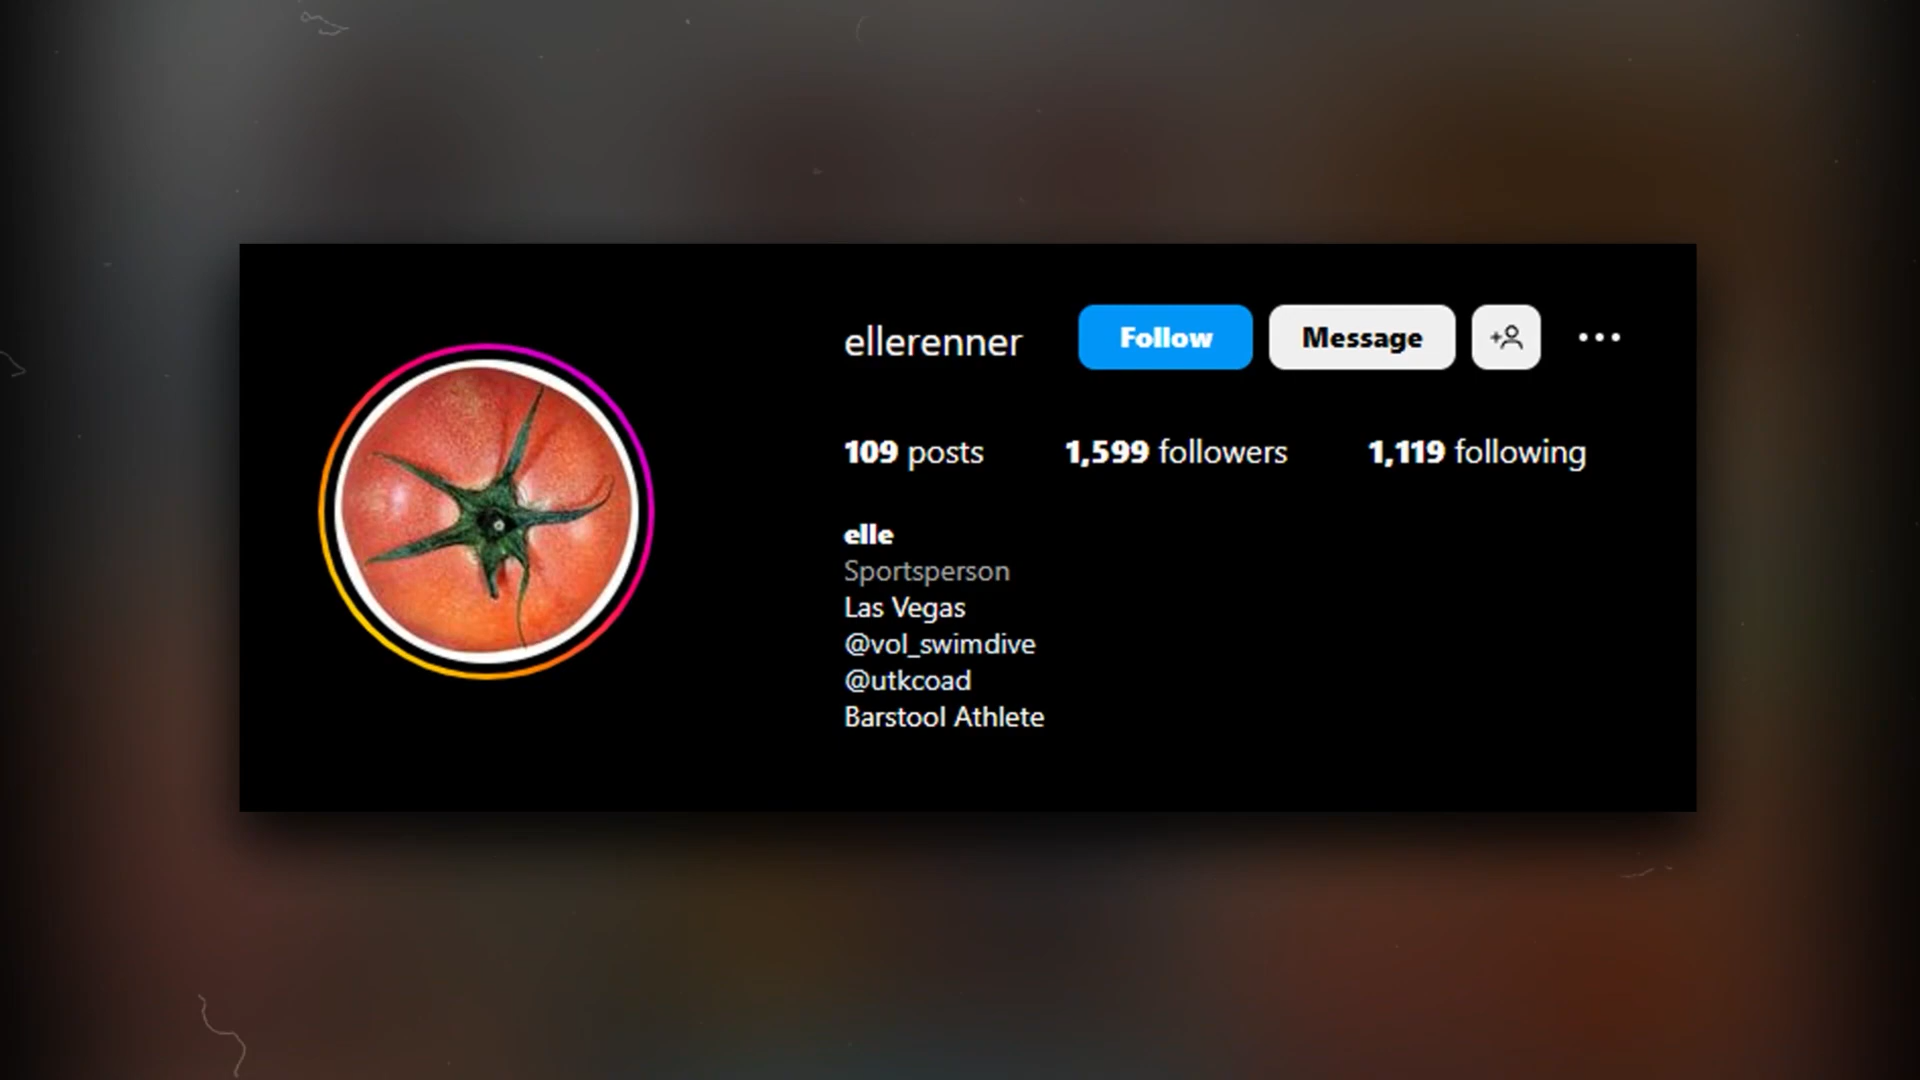 ellerenner Follow Message
109 posts 1,599 followers 1,119 following
elle
Sportsperson
Las Vegas
@vol_swimdive
@utkcoad
Barstool Athlete